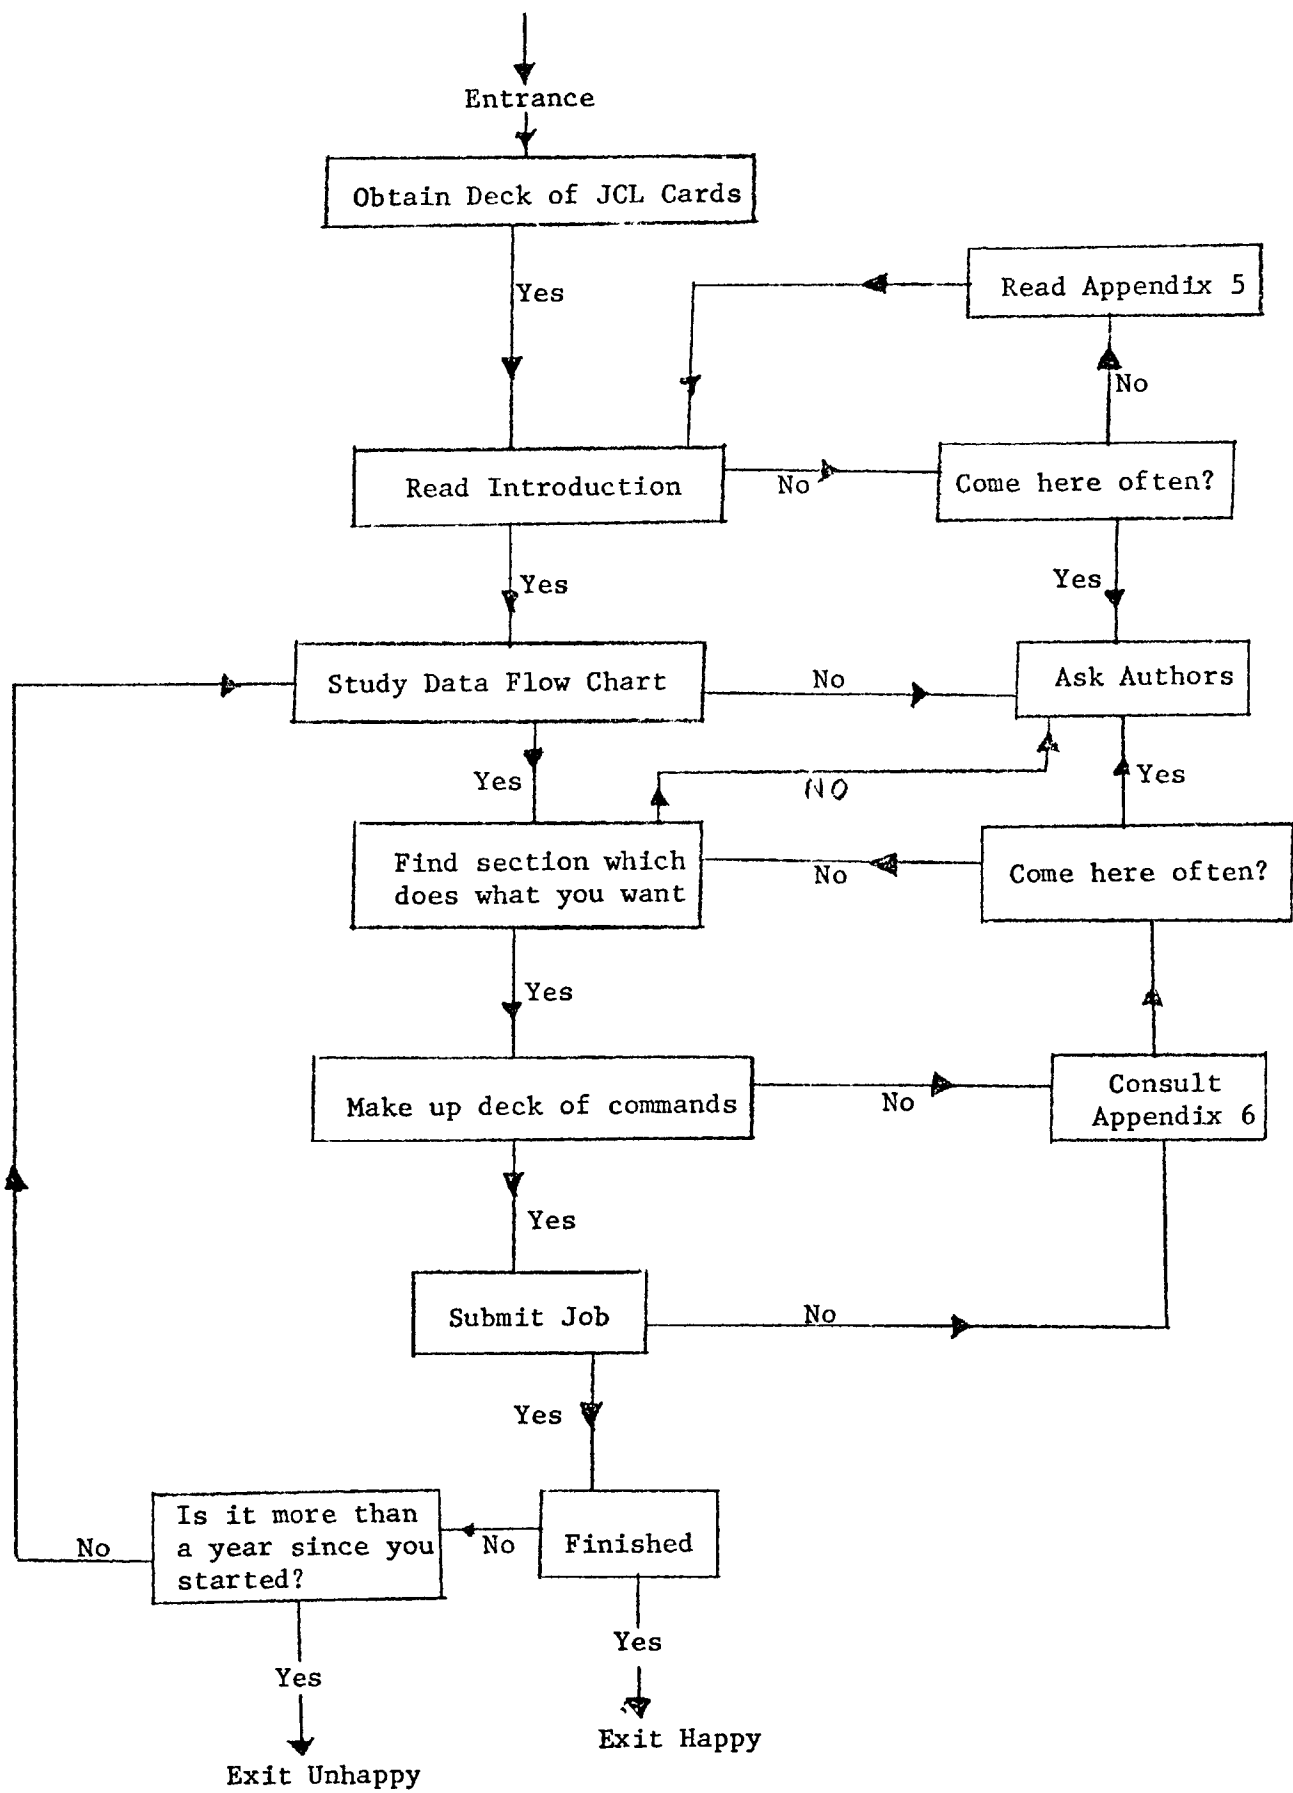 Entrance
Obtain Deck of JCL Cards
Yes
Read Appendix 5
No
Read Introduction
No
Come here often?
Yes
Yes
Study Data Flow Chart
No
Ask Authors
Yes
NO
Yes
Find section which
does what you want
No
Come here often?
Yes
Make up deck of commands
No
Consult
Appendix 6
Yes
Submit Job
No
Yes
Is it more than
a year since you
started?
No
No
Finished
Yes
Exit Happy
Yes
Exit Unhappy